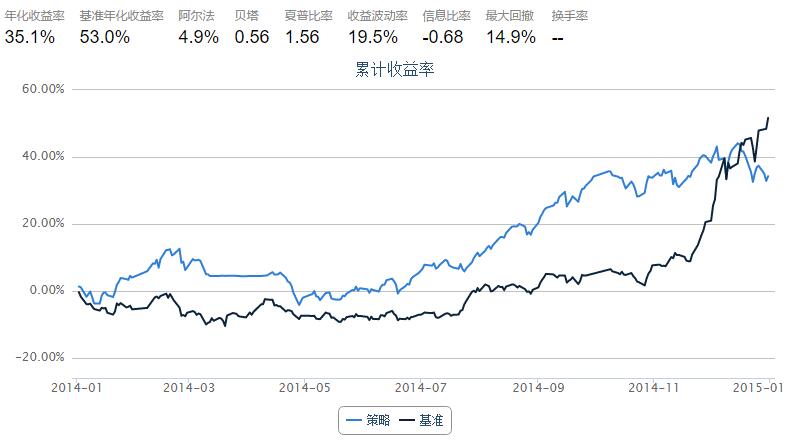 年化收益率 基准年化收益率 阿尔法 贝塔 夏普比率 收益波动率 信息比率 最大回撤 换手率
35.1% 53.0% 4.9% 0.56 1.56 19.5% -0.68 14.9% --
累计收益率
60.00%
40.00%
20.00%
0.00%
-20.00%
2014-01 2014-03 2014-05 2014-07 2014-09 2014-11 2015-01
策略 基准